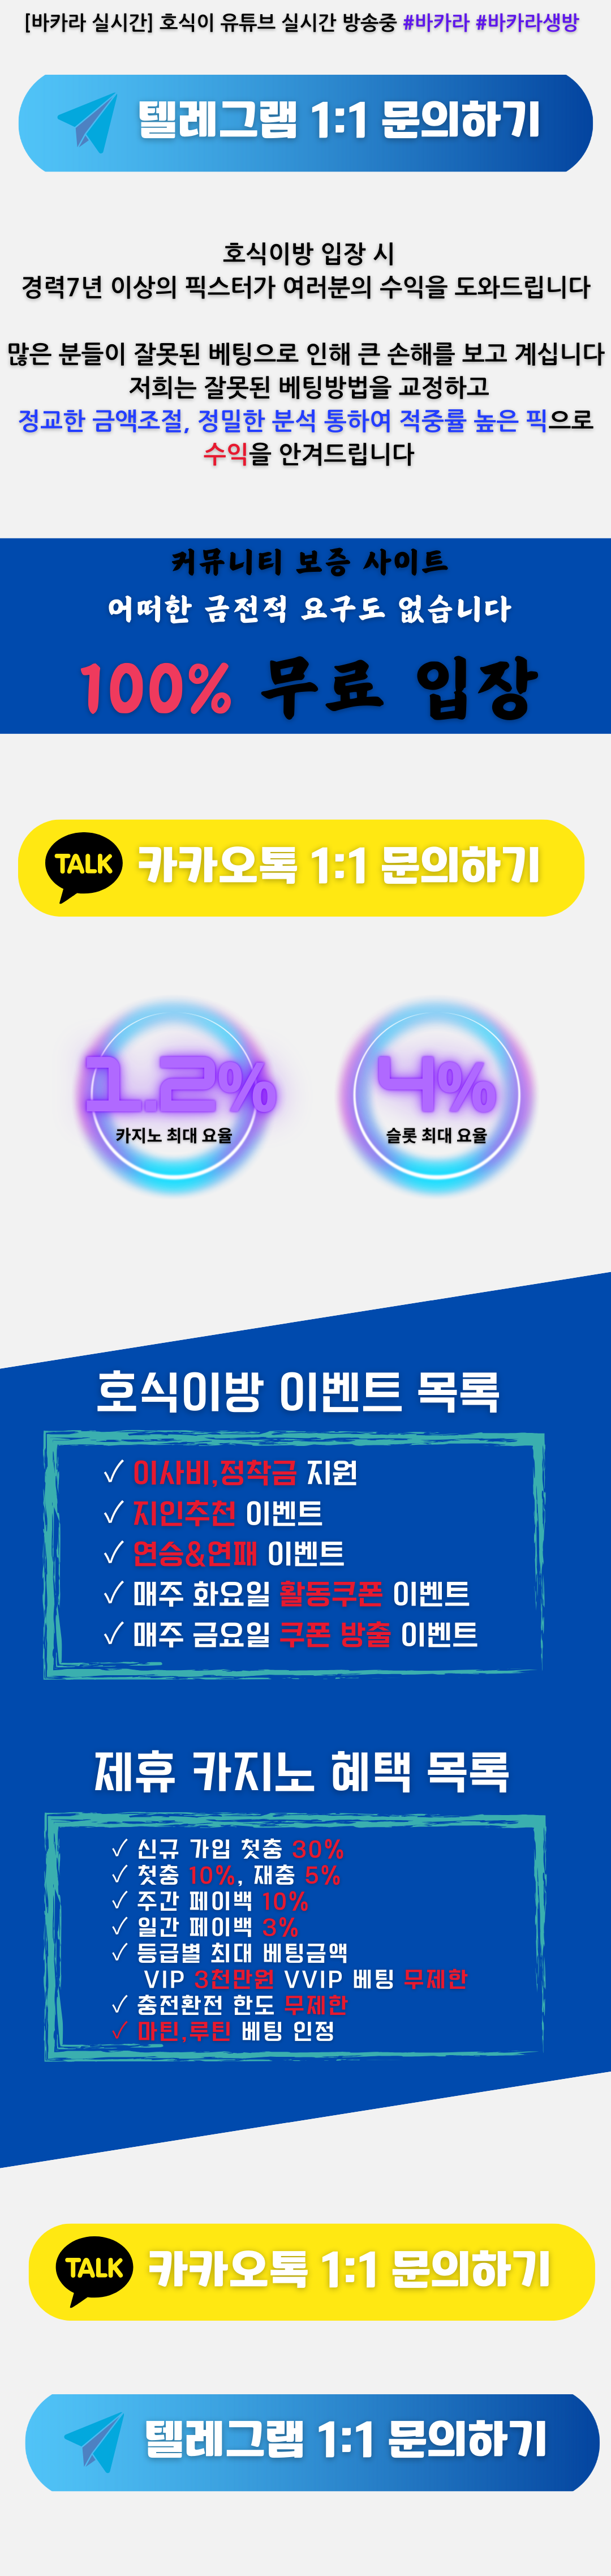 [바카라 실시간] 호식이 유튜브 실시간 방송중 #바카라 #바카라생방
텔레그램 1:1 문의하기
호식이방 입장 시
경력7년 이상의 픽스터가 여러분의 수익을 도와드립니다
많은 분들이 잘못된 베팅으로 인해 큰 손해를 보고 계십니다
저희는 잘못된 베팅방법을 교정하고
정교한 금액조절, 정밀한 분석 통하여 적중률 높은 픽으로
수익을 안겨드립니다
커뮤니티 보증 사이트
어떠한 금전적 요구도 없습니다
100% 무료 입장
TALK 카카오톡 1:1 문의하기
1.2% 4%
카지노 최대 요율 슬롯 최대 요율
호식이방 이벤트 목록
✓ 이사비,정착금 지원
✓ 지인추천 이벤트
✓ 연승&연패 이벤트
✓ 매주 화요일 활동쿠폰 이벤트
✓ 매주 금요일 쿠폰 방출 이벤트
제휴 카지노 혜택 목록
✓ 신규 가입 첫충 30%
✓ 첫충 10%, 재충 5%
✓ 주간 페이백 10%
✓ 일간 페이백 3%
✓ 등급별 최대 베팅금액
VIP 3천만원 VVIP 베팅 무제한
✓ 충전환전 한도 무제한
✓ 마틴,루틴 베팅 인정
TALK 카카오톡 1:1 문의하기
텔레그램 1:1 문의하기